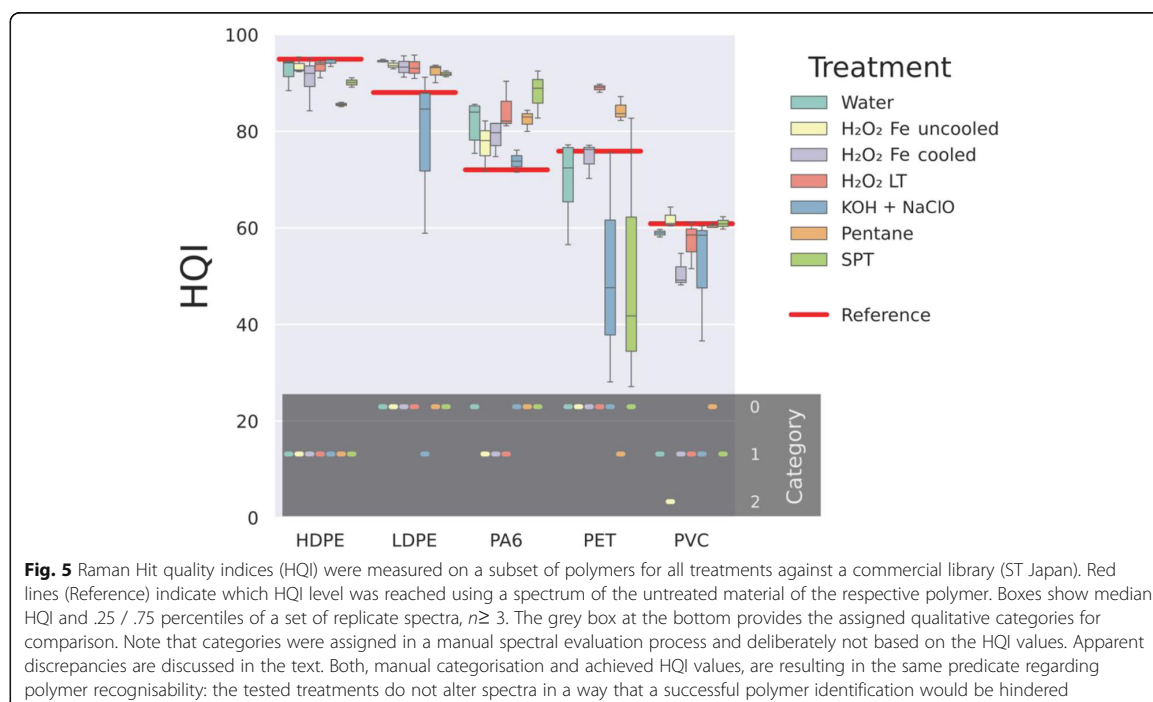 100
80
60
40
20
0
HQI
HDPE LDPE PA6 PET PVC
0
1
2
Category
Treatment
Water
H₂O₂ Fe uncooled
H₂O₂ Fe cooled
H₂O₂ LT
KOH + NaClO
Pentane
SPT
Reference
Fig. 5 Raman Hit quality indices (HQI) were measured on a subset of polymers for all treatments against a commercial library (ST Japan). Red
lines (Reference) indicate which HQI level was reached using a spectrum of the untreated material of the respective polymer. Boxes show median
HQI and .25 / .75 percentiles of a set of replicate spectra, n≥ 3. The grey box at the bottom provides the assigned qualitative categories for
comparison. Note that categories were assigned in a manual spectral evaluation process and deliberately not based on the HQI values. Apparent
discrepancies are discussed in the text. Both, manual categorisation and achieved HQI values, are resulting in the same predicate regarding
polymer recognisability: the tested treatments do not alter spectra in a way that a successful polymer identification would be hindered